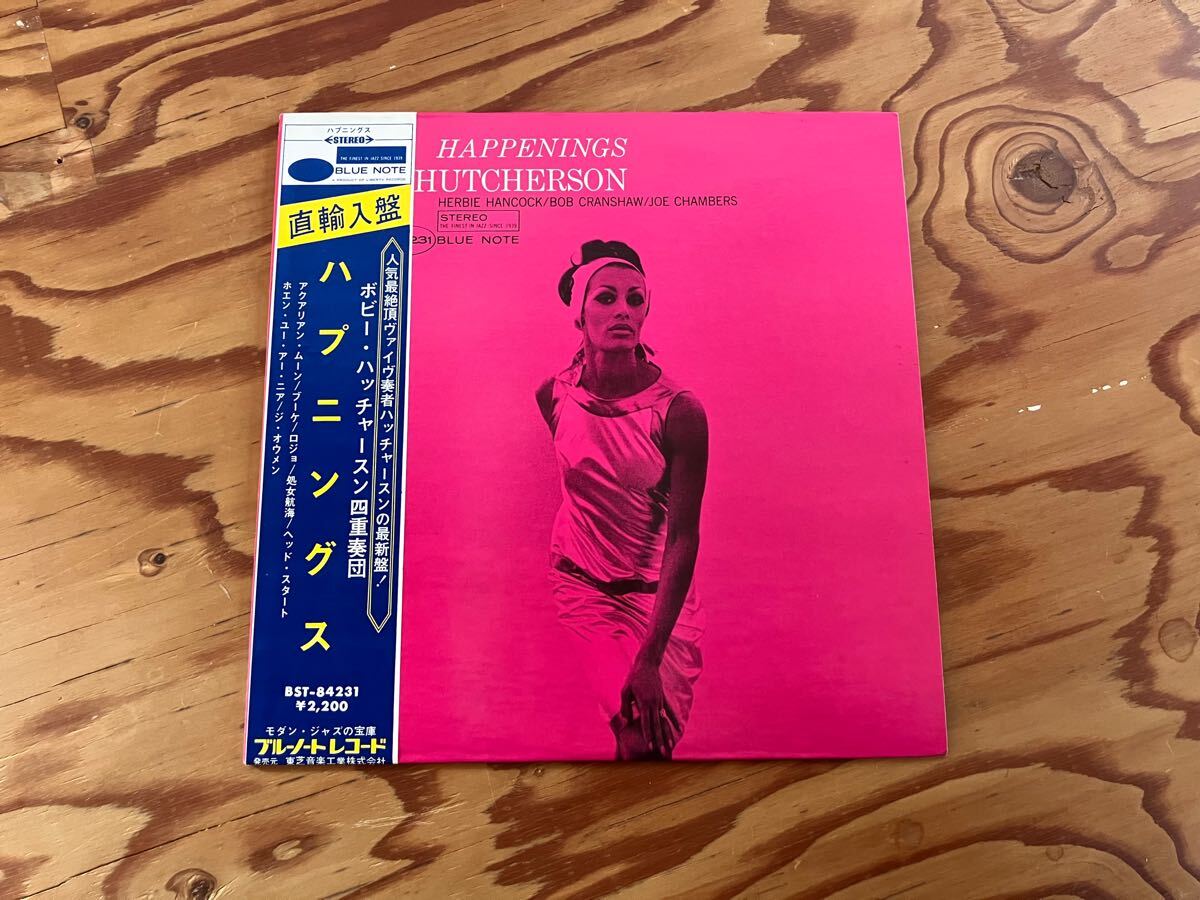 ハプニングス
STEREO
THE FINEST IN JAZZ SINCE 1939
BLUE NOTE
A PRODUCT OF LIBERTY RECORDS
直輸入盤
人気最絶頂ヴァイヴ奏者ハッチャースンの最新盤!
ボビー・ハッチャースン四重奏団
ハプニングス
アクアリアン・ムーン/ブーケ/ロジョ/処女航海/ヘッド・スタート
ホエン・ユー・アー・ニア/ジ・オウメン
BST-84231
¥2,200
モダン・ジャズの宝庫
ブルーノートレコード
発売元 東芝音楽工業株式会社
HAPPENINGS
HUTCHERSON
HERBIE HANCOCK/BOB CRANSHAW/JOE CHAMBERS
STEREO
THE FINEST IN JAZZ SINCE 1939
231 BLUE NOTE